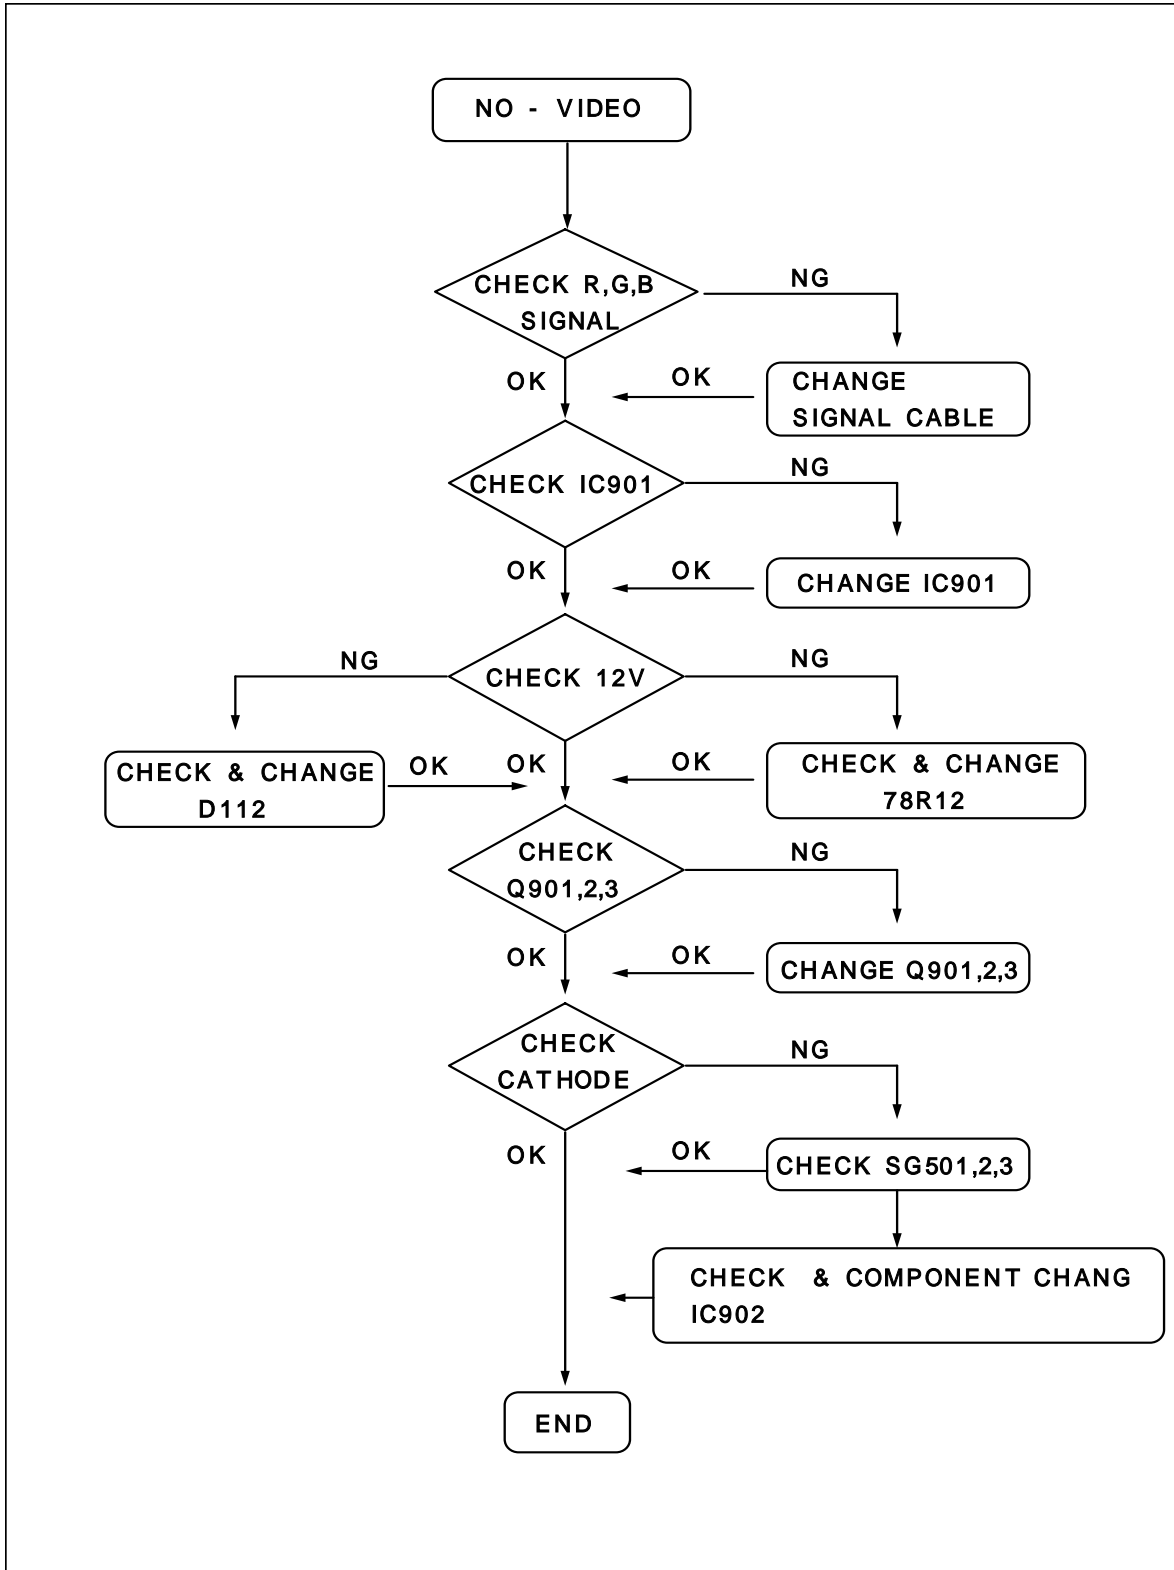 NO - VIDEO
CHECK R,G,B
SIGNAL
NG
OK
OK
CHANGE
SIGNAL CABLE
CHECK IC901
NG
OK
OK
CHANGE IC901
NG
CHECK 12V
NG
CHECK & CHANGE
D112
OK
OK
OK
CHECK & CHANGE
78R12
CHECK
Q901,2,3
NG
OK
OK
CHANGE Q901,2,3
CHECK
CATHODE
NG
OK
OK
CHECK SG501,2,3
CHECK & COMPONENT CHANG
IC902
END